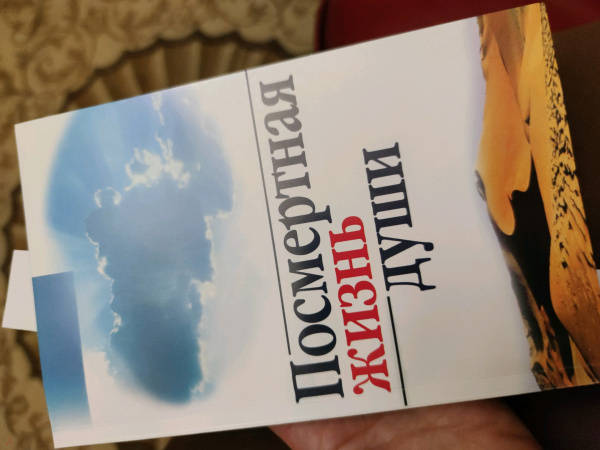 Посмертная
жизнь
души